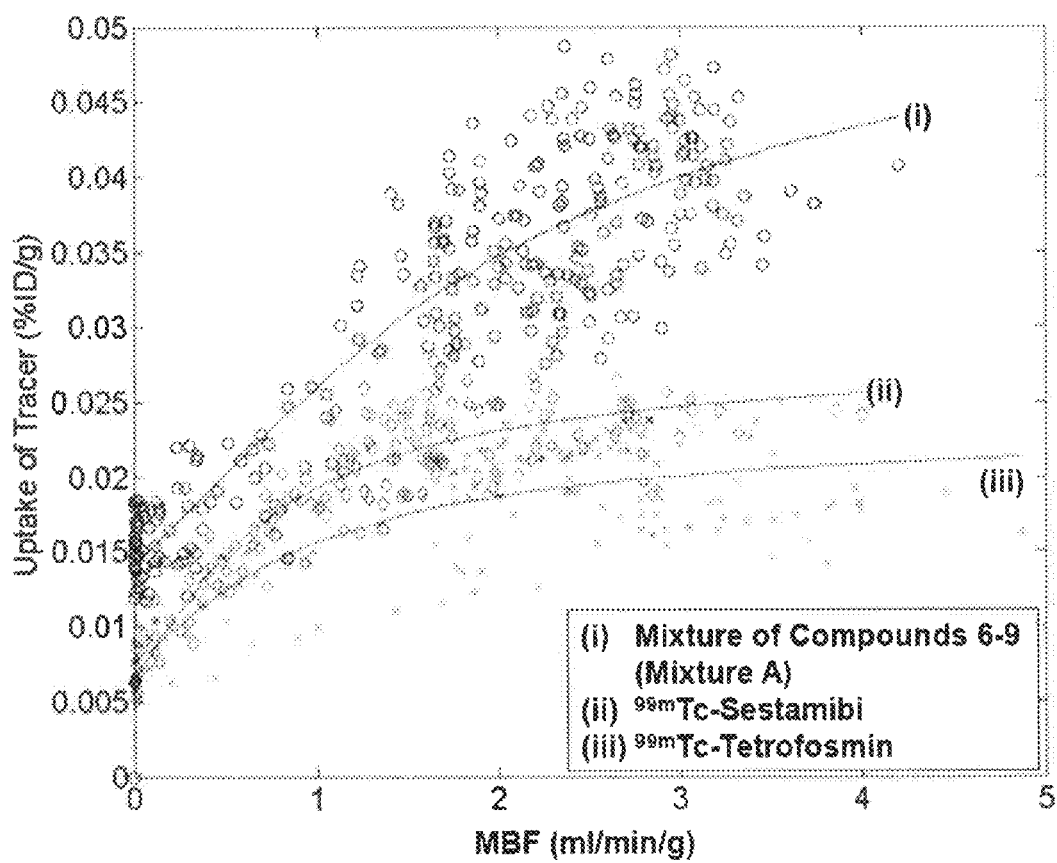 0.05
0.045
0.04
0.035
0.03
0.025
0.02
0.015
0.01
0.005
0
Uptake of Tracer (%ID/g)
(i)
(ii)
(iii)
(i) Mixture of Compounds 6-9
(Mixture A)
(ii) ⁹⁹ᵐTc-Sestamibi
(iii) ⁹⁹ᵐTc-Tetrofosmin
0 1 2 3 4 5
MBF (ml/min/g)